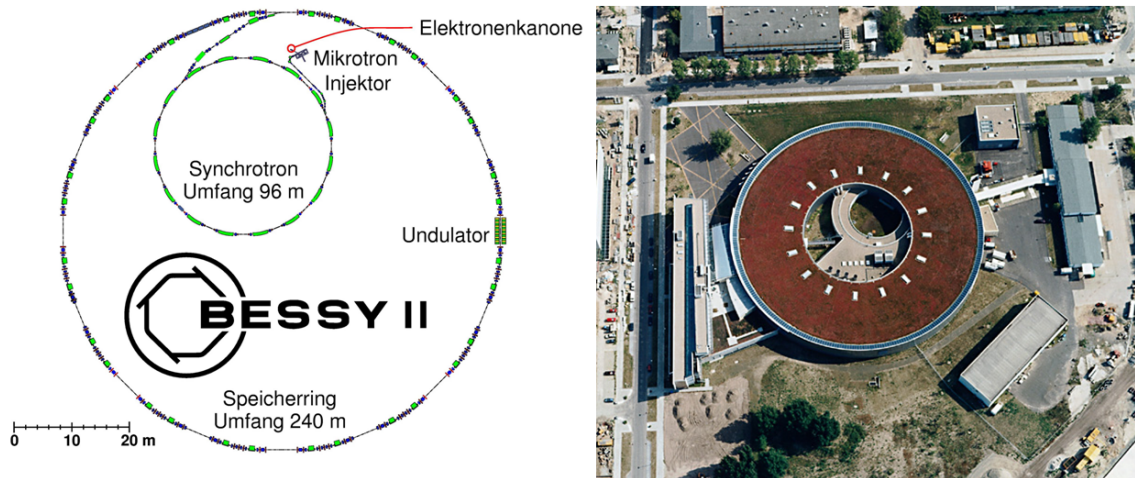 Elektronenkanone
Mikrotron
Injektor
Synchrotron
Umfang 96 m
Undulator
BESSY II
Speicherring
Umfang 240 m
0 10 20 m